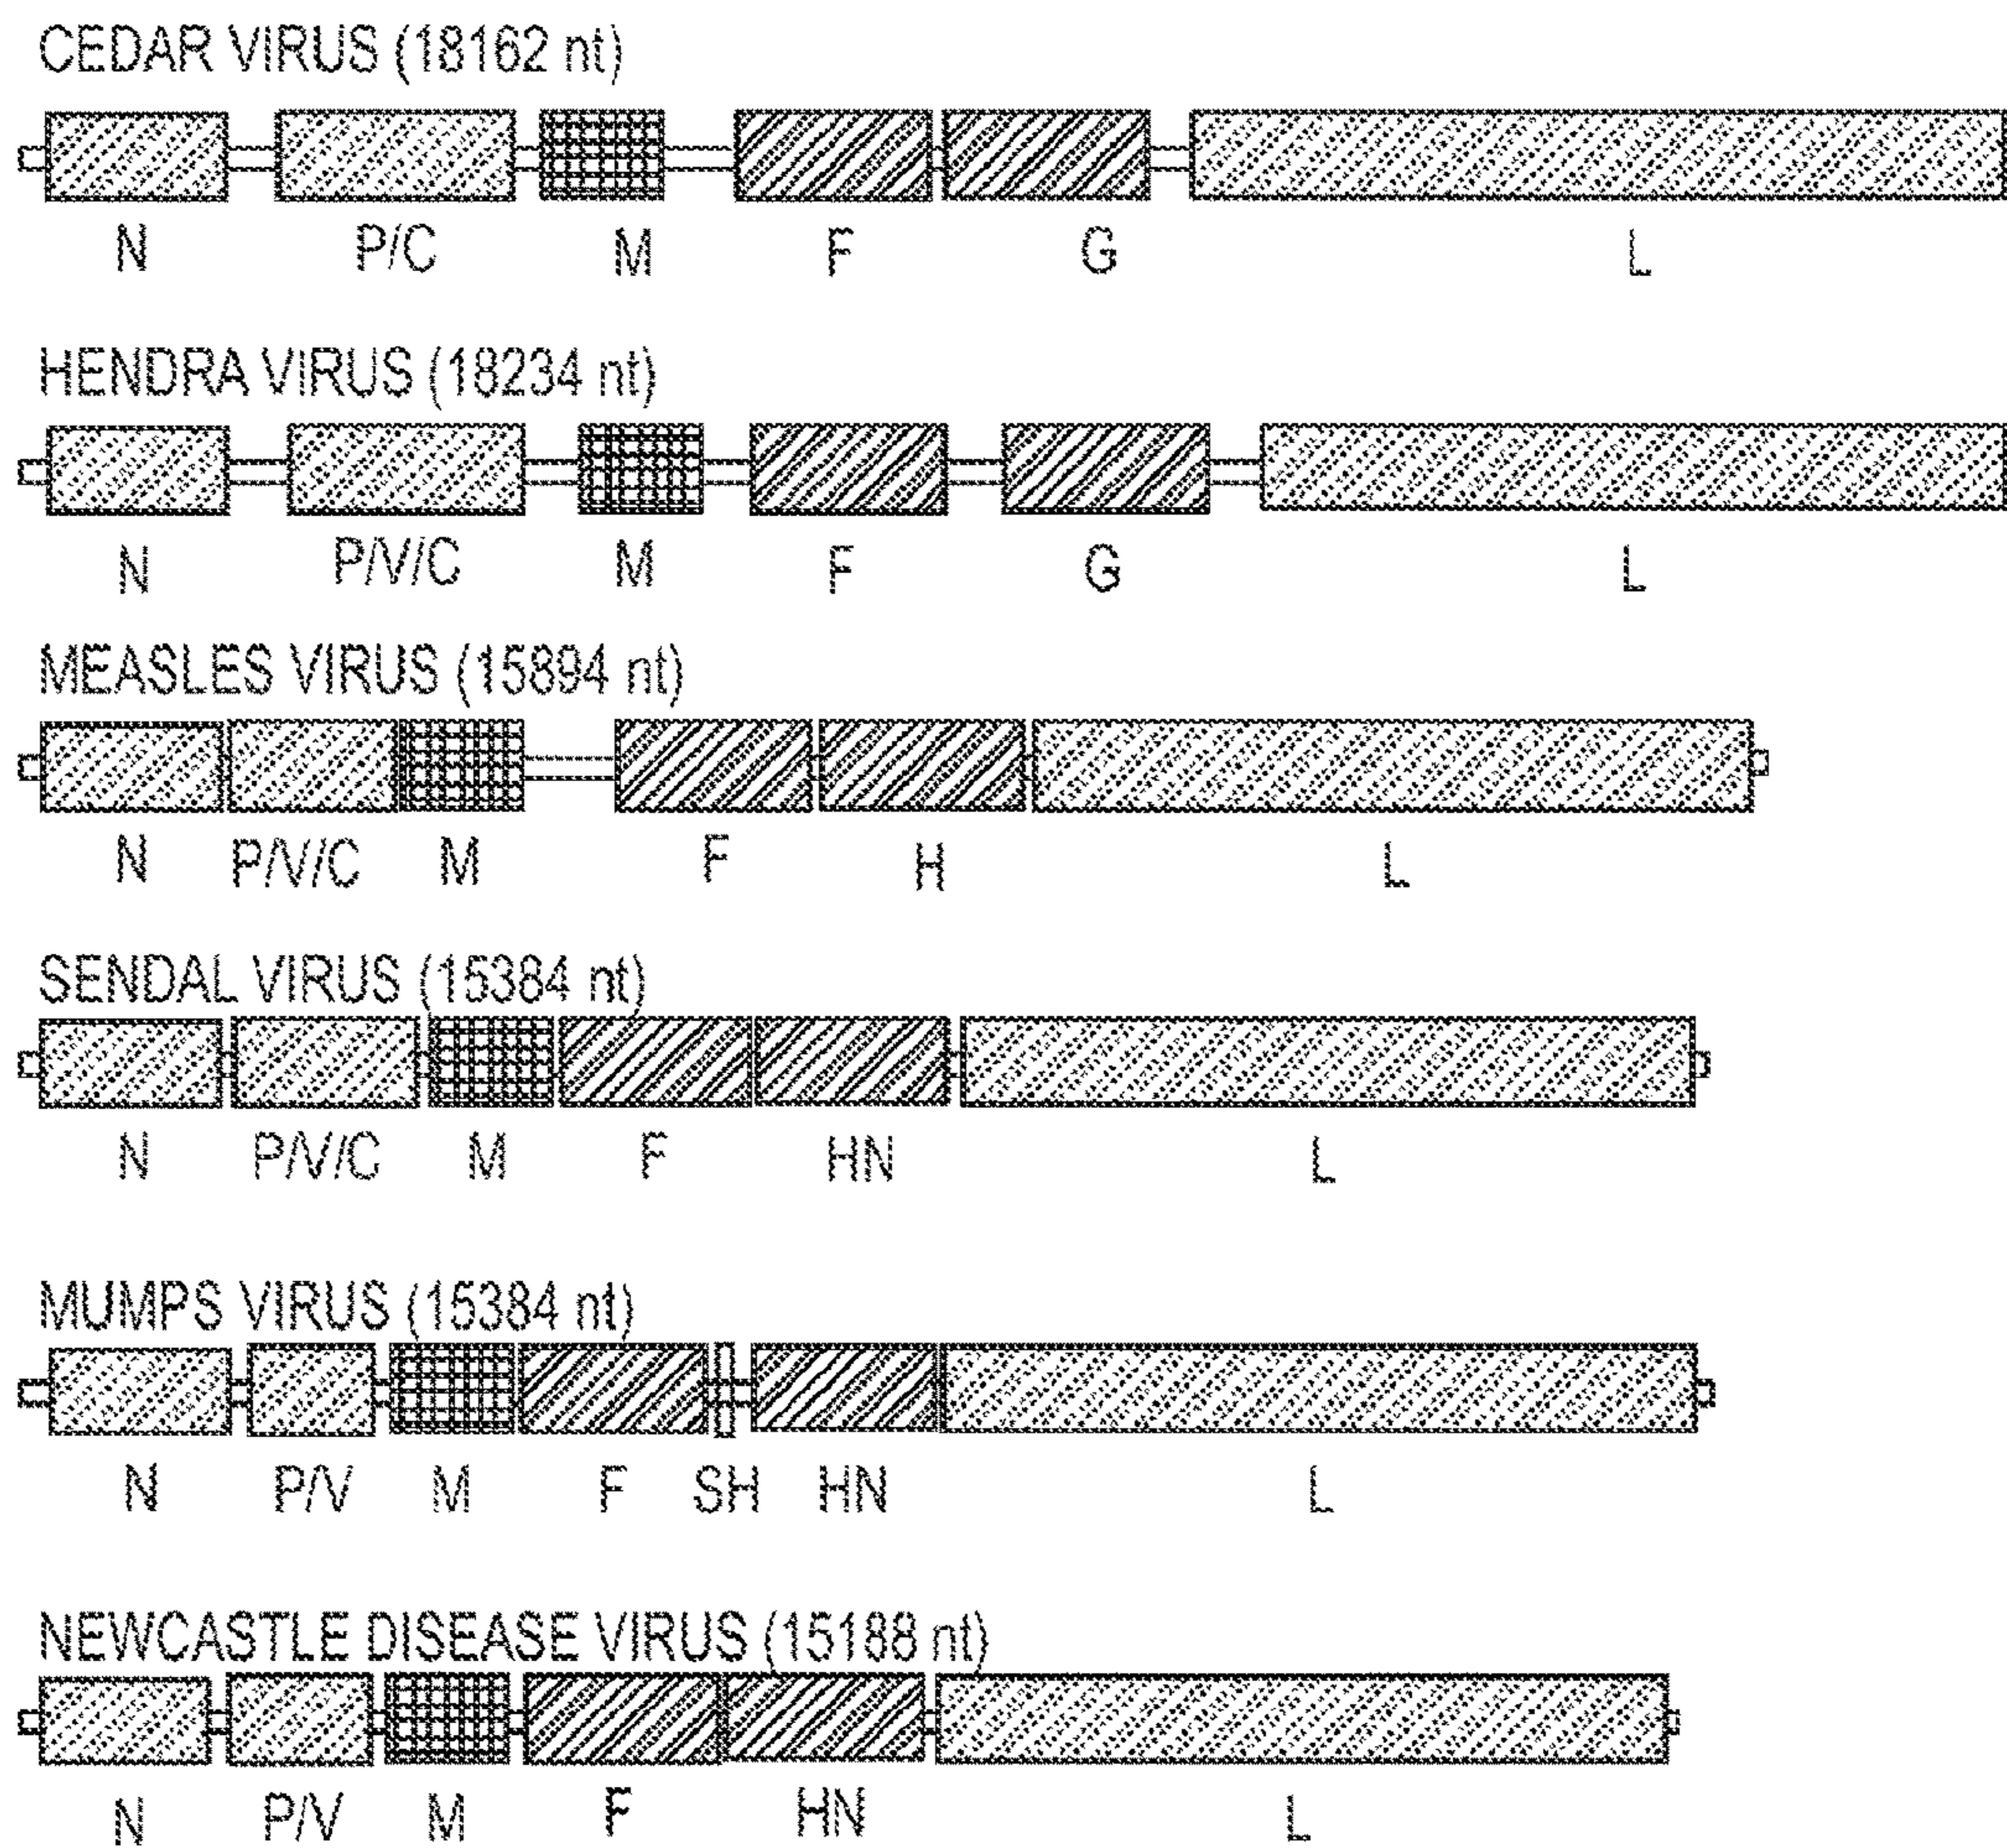 CEDAR VIRUS (18162 nt)
N P/C M F G L
HENDRA VIRUS (18234 nt)
N P/V/C M F G L
MEASLES VIRUS (15894 nt)
N P/V/C M F H L
SENDAL VIRUS (15384 nt)
N P/V/C M F HN L
MUMPS VIRUS (15384 nt)
N P/V M F SH HN L
NEWCASTLE DISEASE VIRUS (15188 nt)
N P/V M F HN L